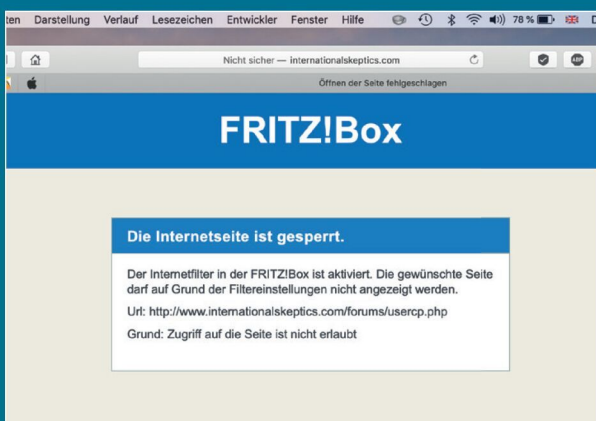 Darstellung Verlauf Lesezeichen Entwickler Fenster Hilfe 78 %
Nicht sicher — internationalskeptics.com
ABP
Öffnen der Seite fehlgeschlagen
FRITZ!Box
Die Internetseite ist gesperrt.
Der Internetfilter in der FRITZ!Box ist aktiviert. Die gewünschte Seite
darf auf Grund der Filtereinstellungen nicht angezeigt werden.
Url: http://www.internationalskeptics.com/forums/usercp.php
Grund: Zugriff auf die Seite ist nicht erlaubt